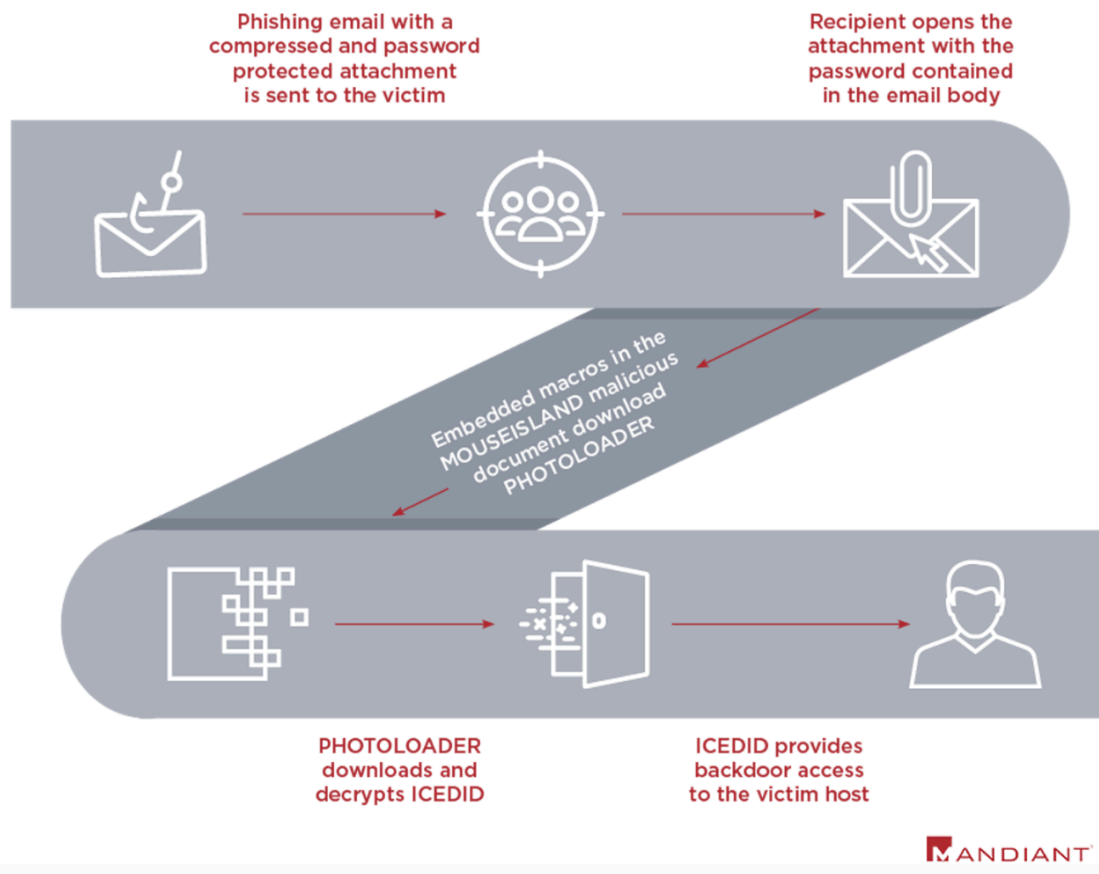 Phishing email with a
compressed and password
protected attachment
is sent to the victim
Recipient opens the
attachment with the
password contained
in the email body
Embedded macros in the
MOUSEISLAND malicious
document download
PHOTOLOADER
PHOTOLOADER
downloads and
decrypts ICEDID
ICEDID provides
backdoor access
to the victim host
MANDIANT